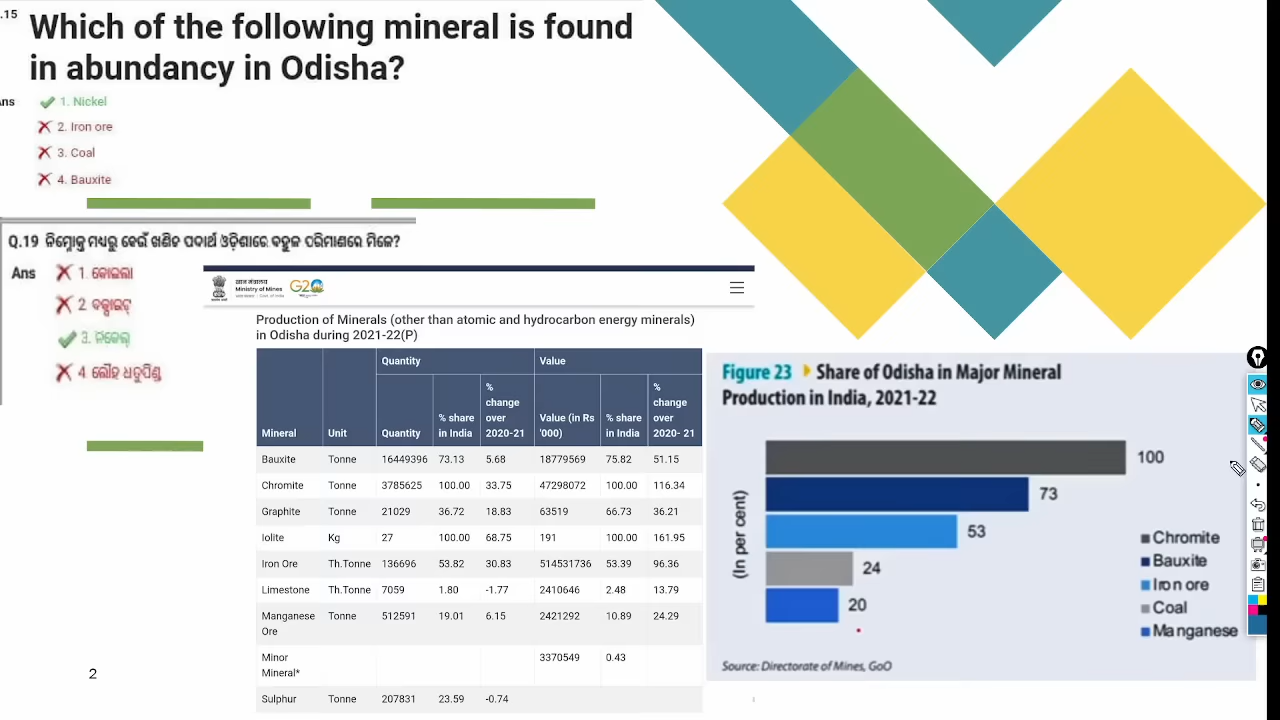 .15
Which of the following mineral is found
in abundancy in Odisha?
Ans
1. Nickel
2. Iron ore
3. Coal
4. Bauxite
Q.19 ନିମ୍ନୋକ୍ତ ମଧ୍ୟରୁ କେଉଁ ଖଣିଜ ପଦାର୍ଥ ଓଡ଼ିଶାରେ ବହୁଳ ପରିମାଣରେ ମିଳେ?
Ans
1. କୋଇଲା
2. ବକ୍ସାଇଟ୍
3. ନିକେଲ୍
4 ଲୌହ ଧତୁପିଣ୍ଡ
खान मंत्रालय
Ministry of Mines
G20
Production of Minerals (other than atomic and hydrocarbon energy minerals)
in Odisha during 2021-22(P)
Mineral Unit Quantity Value
Quantity % share in India % change over 2020-21 Value (in Rs '000) % share in India % change over 2020- 21
Bauxite Tonne 16449396 73.13 5.68 18775569 75.82 51.15
Chromite Tonne 3785625 100.00 33.75 47298072 100.00 116.34
Graphite Tonne 21029 36.72 18.83 63519 66.73 36.21
Iolite Kg 27 100.00 68.75 191 100.00 161.95
Iron Ore Th.Tonne 136696 53.82 30.83 514531736 53.39 96.36
Limestone Th.Tonne 7059 1.80 -1.77 2410646 2.48 13.79
Manganese Ore Tonne 512591 19.01 6.15 2421292 10.89 24.29
Minor Mineral* 3370549 0.43
Sulphur Tonne 207831 23.59 -0.74
Figure 23 Share of Odisha in Major Mineral
Production in India, 2021-22
(In per cent)
100
73
53
24
20
Chromite
Bauxite
Iron ore
Coal
Manganese
Source: Directorate of Mines, GoO
2